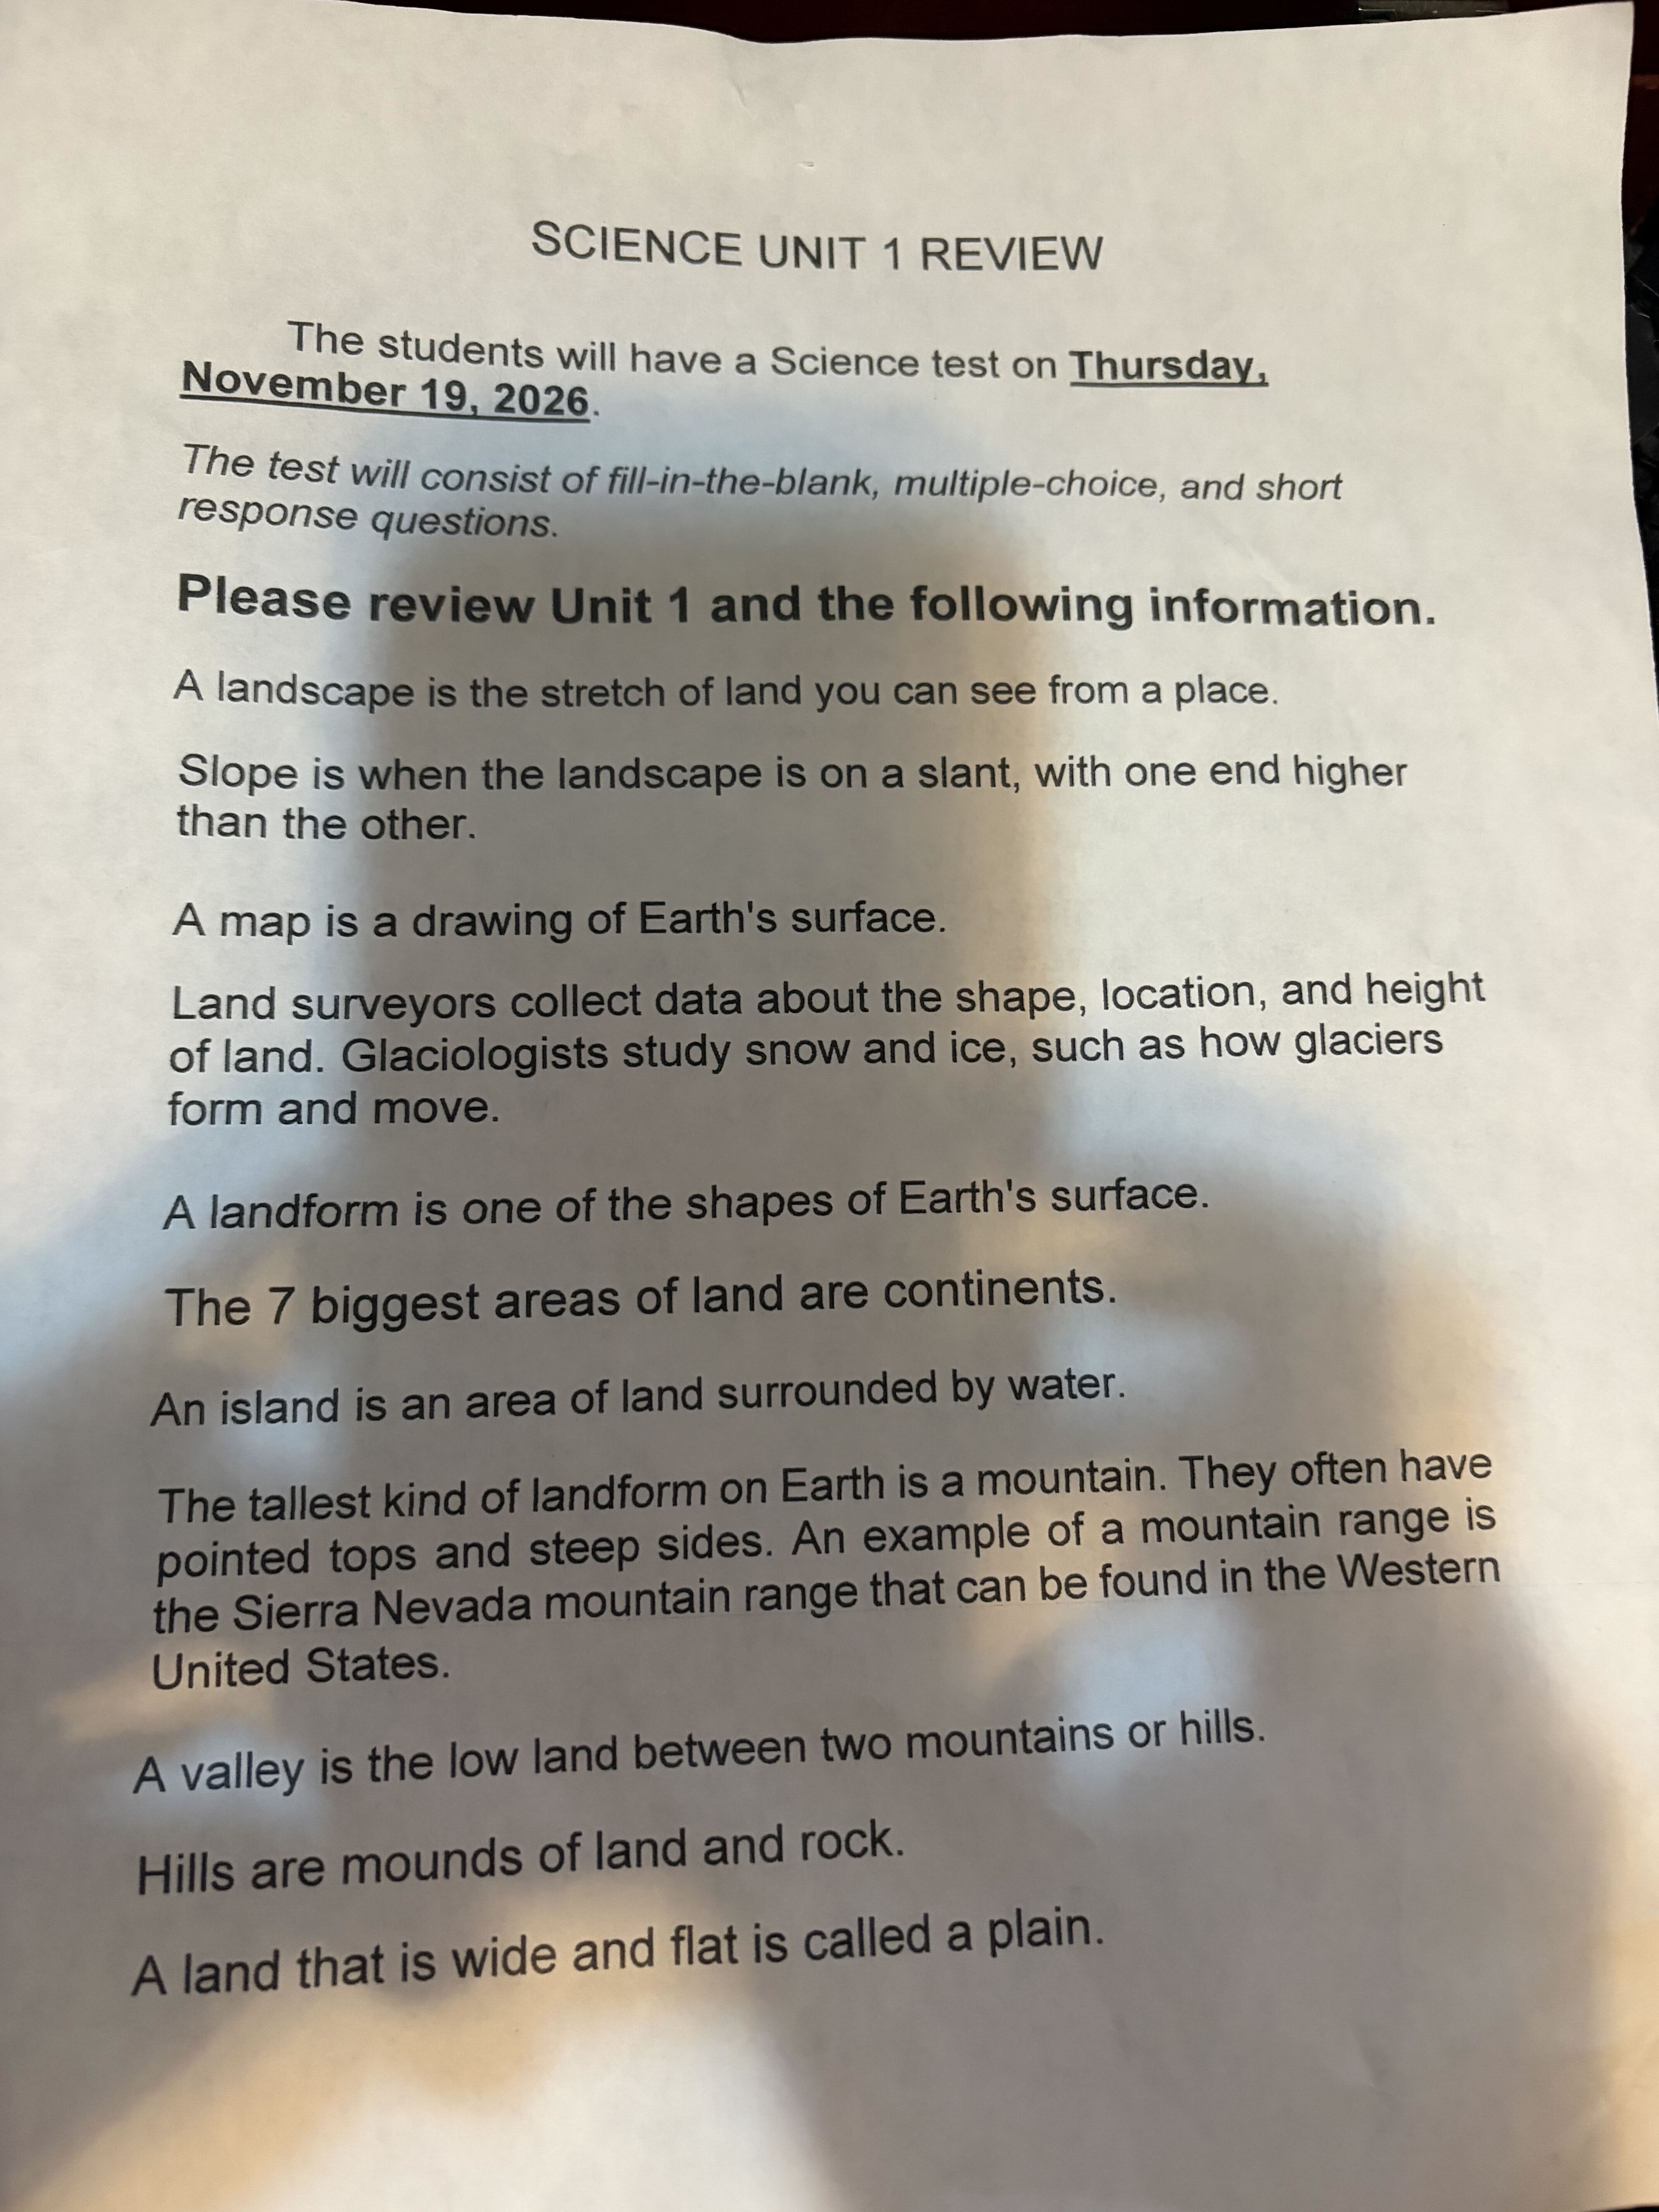 SCIENCE UNIT 1 REVIEW
The students will have a Science test on Thursday,
November 19, 2026.
The test will consist of fill-in-the-blank, multiple-choice, and short
response questions.
Please review Unit 1 and the following information.
A landscape is the stretch of land you can see from a place.
Slope is when the landscape is on a slant, with one end higher
than the other.
A map is a drawing of Earth's surface.
Land surveyors collect data about the shape, location, and height
of land. Glaciologists study snow and ice, such as how glaciers
form and move.
A landform is one of the shapes of Earth's surface.
The 7 biggest areas of land are continents.
An island is an area of land surrounded by water.
The tallest kind of landform on Earth is a mountain. They often have
pointed tops and steep sides. An example of a mountain range is
the Sierra Nevada mountain range that can be found in the Western
United States.
A valley is the low land between two mountains or hills.
Hills are mounds of land and rock.
A land that is wide and flat is called a plain.